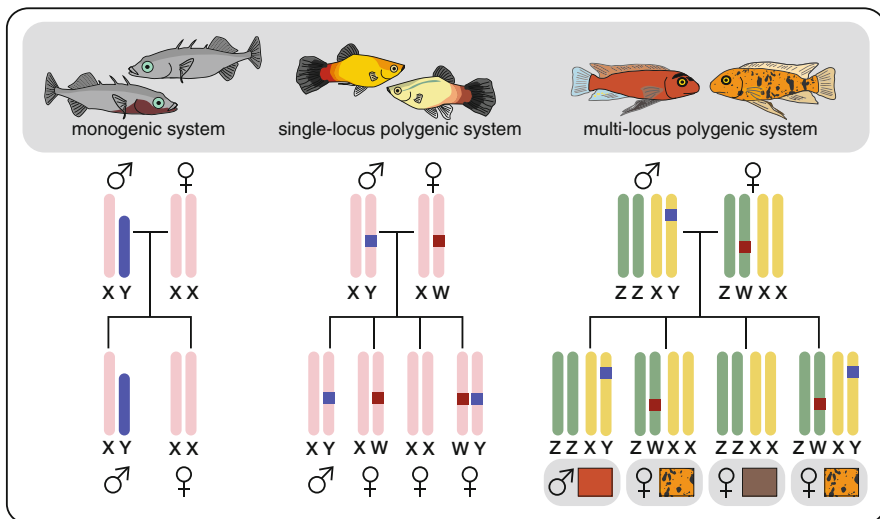 monogenic system single-locus polygenic system multi-locus polygenic system
♂ ♀ ♂ ♀ ♂ ♀
X Y X X X Y X W Z Z X Y Z W X X
X Y X X X Y X W X X W Y Z Z X Y Z W X X Z Z X X Z W X Y
♂ ♀ ♂ ♀ ♀ ♀ ♂ ♀ ♀ ♀